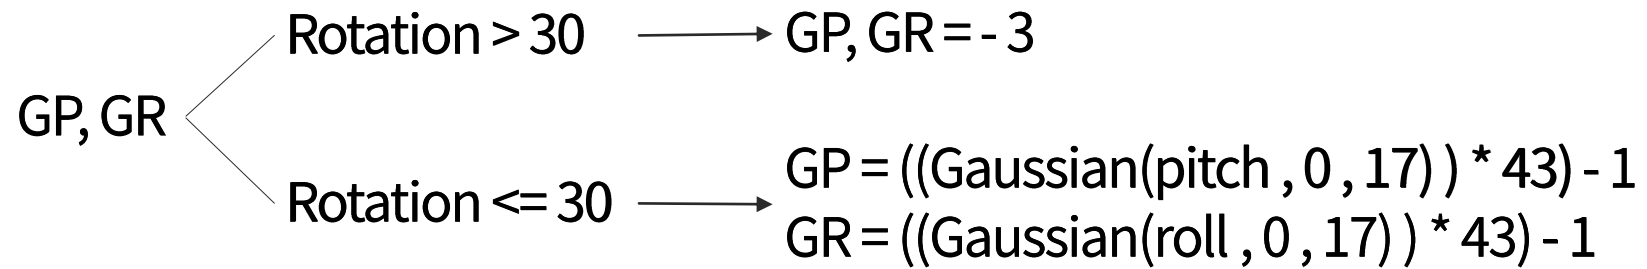 GP, GR
Rotation > 30
GP, GR = - 3
Rotation <= 30
GP = ((Gaussian(pitch , 0 , 17) ) * 43) - 1
GR = ((Gaussian(roll , 0 , 17) ) * 43) - 1